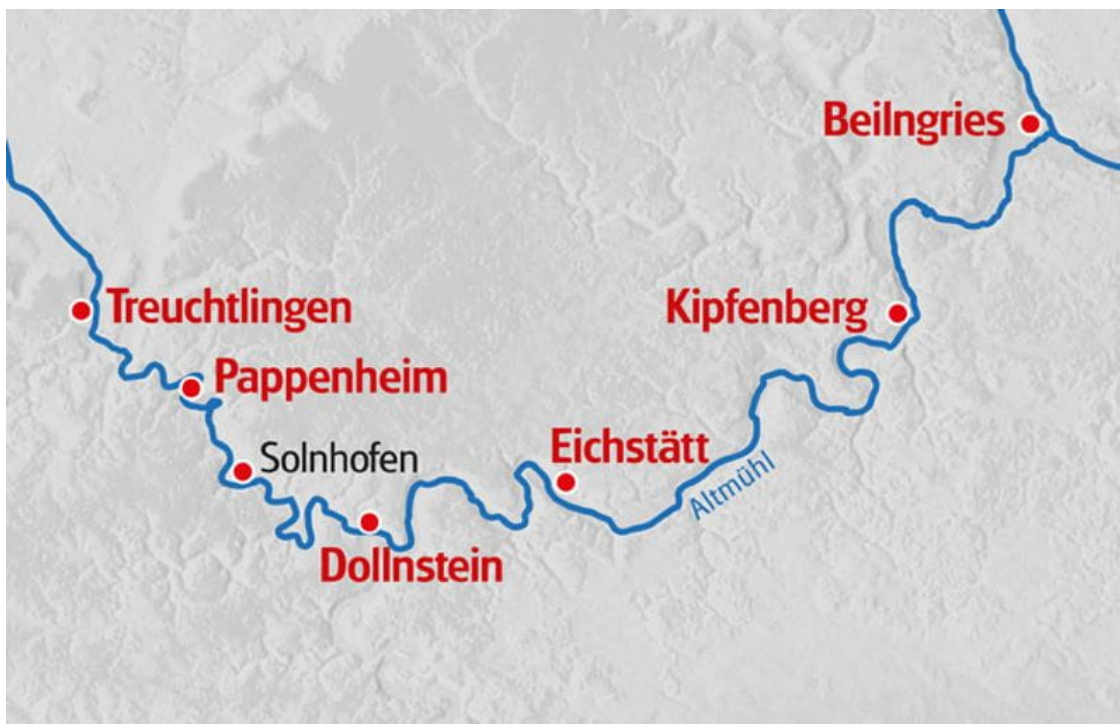 Beilngries
Treuchtlingen
Kipfenberg
Pappenheim
Eichstätt
Solnhofen
Altmühl
Dollnstein